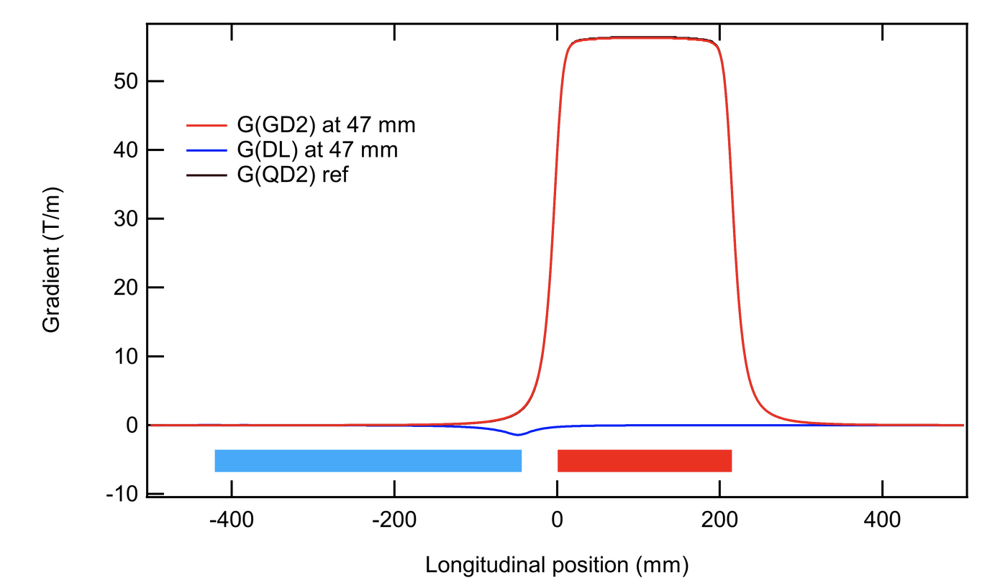 50
40
30
20
10
0
-10
G(GD2) at 47 mm
G(DL) at 47 mm
G(QD2) ref
Gradient (T/m)
-400 -200 0 200 400
Longitudinal position (mm)